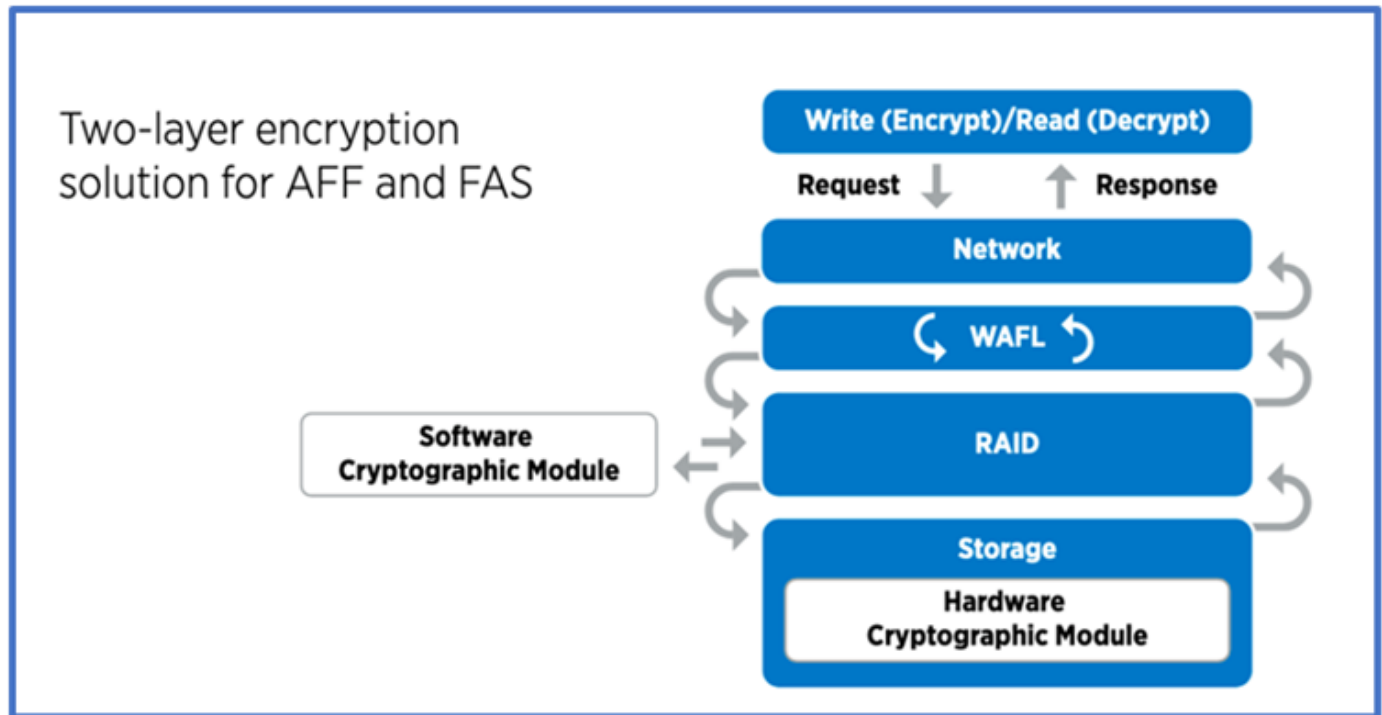 Two-layer encryption
solution for AFF and FAS
Write (Encrypt)/Read (Decrypt)
Request
Response
Network
WAFL
RAID
Software
Cryptographic Module
Storage
Hardware
Cryptographic Module